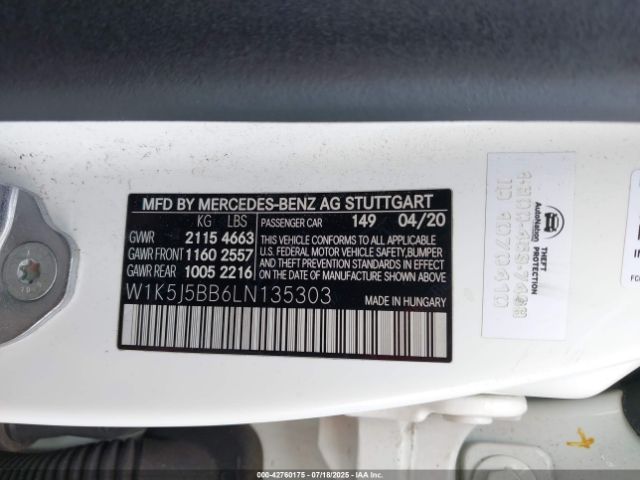 MFD BY MERCEDES-BENZ AG STUTTGART
KG LBS PASSENGER CAR 149 04/20
GVWR 2115 4663 THIS VEHICLE CONFORMS TO ALL
GAWR FRONT 1160 2557 U.S. FEDERAL MOTOR VEHICLE SAFETY,BUMPER
GAWR REAR 1005 2216 AND THEFT PREVENTION STANDARDS IN EFFECT
ON THE DATE OF MANUFACTURE SHOWN ABOVE.
W1K5J5BB6LN135303 MADE IN HUNGARY
AutoNation
THEFT
PROTECTION
000-42760175 07/18/2025 IAAI.COM